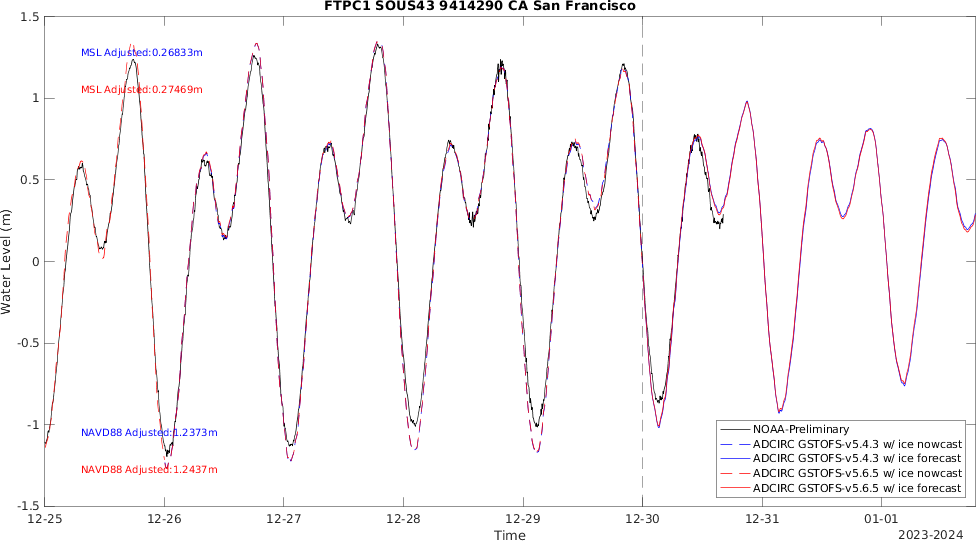 FTPC1 SOUS43 9414290 CA San Francisco
1.5
1
0.5
0
-0.5
-1
-1.5
Water Level (m)
MSL Adjusted:0.26833m
MSL Adjusted:0.27469m
NAVD88 Adjusted:1.2373m
NAVD88 Adjusted:1.2437m
NOAA-Preliminary
ADCIRC GSTOFS-v5.4.3 w/ ice nowcast
ADCIRC GSTOFS-v5.4.3 w/ ice forecast
ADCIRC GSTOFS-v5.6.5 w/ ice nowcast
ADCIRC GSTOFS-v5.6.5 w/ ice forecast
12-25 12-26 12-27 12-28 12-29 12-30 12-31 01-01
Time
2023-2024